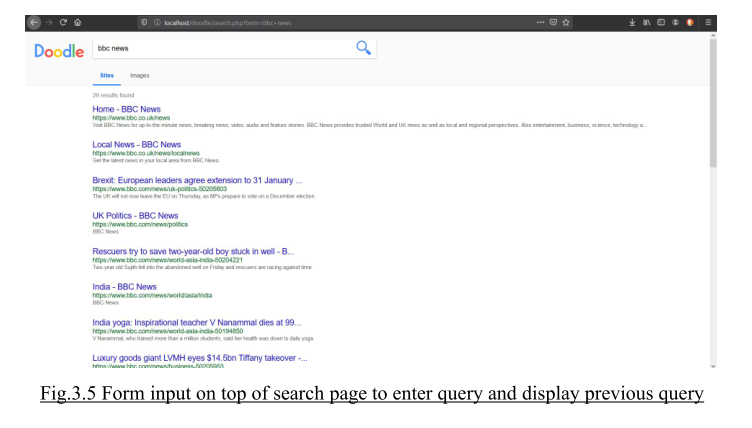 localhost/doodle/search.php?term=bbc+news
Doodle
bbc news
Sites Images
29 results found
Home - BBC News
https://www.bbc.co.uk/news
Visit BBC News for up-to-the-minute news, breaking news, video, audio and feature stories. BBC News provides trusted World and UK news as well as local and regional perspectives. Also entertainment, business, science, technology a..
Local News - BBC News
https://www.bbc.co.uk/news/localnews
Get the latest news in your local area from BBC News.
Brexit: European leaders agree extension to 31 January ...
https://www.bbc.com/news/uk-politics-50205603
The UK will not now leave the EU on Thursday, as MPs prepare to vote on a December election.
UK Politics - BBC News
https://www.bbc.com/news/politics
BBC News
Rescuers try to save two-year-old boy stuck in well - B...
https://www.bbc.com/news/world-asia-india-50204221
Two-year old Sujith fell into the abandoned well on Friday and rescuers are racing against time.
India - BBC News
https://www.bbc.com/news/world/asia/india
BBC News
India yoga: Inspirational teacher V Nanammal dies at 99...
https://www.bbc.com/news/world-asia-india-50194850
V Nanammal, who trained more than a million students, said her health was down to daily yoga.
Luxury goods giant LVMH eyes $14.5bn Tiffany takeover -...
https://www.bbc.com/news/business-50205963
Fig.3.5 Form input on top of search page to enter query and display previous query